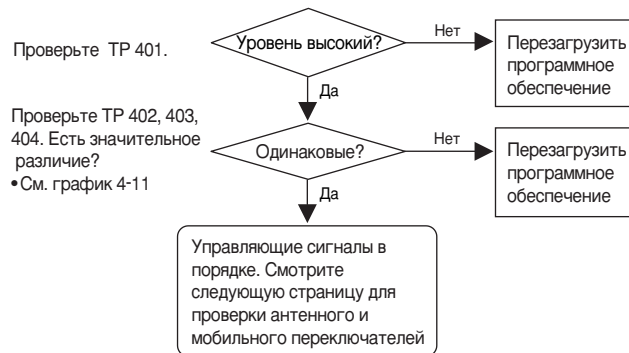 Проверьте TP 401.
Уровень высокий?
Нет
Перезагрузить
программное
обеспечение
Да
Проверьте TP 402, 403,
404. Есть значительное
различие?
•См. график 4-11
Одинаковые?
Нет
Перезагрузить
программное
обеспечение
Да
Управляющие сигналы в
порядке. Смотрите
следующую страницу для
проверки антенного и
мобильного переключателей